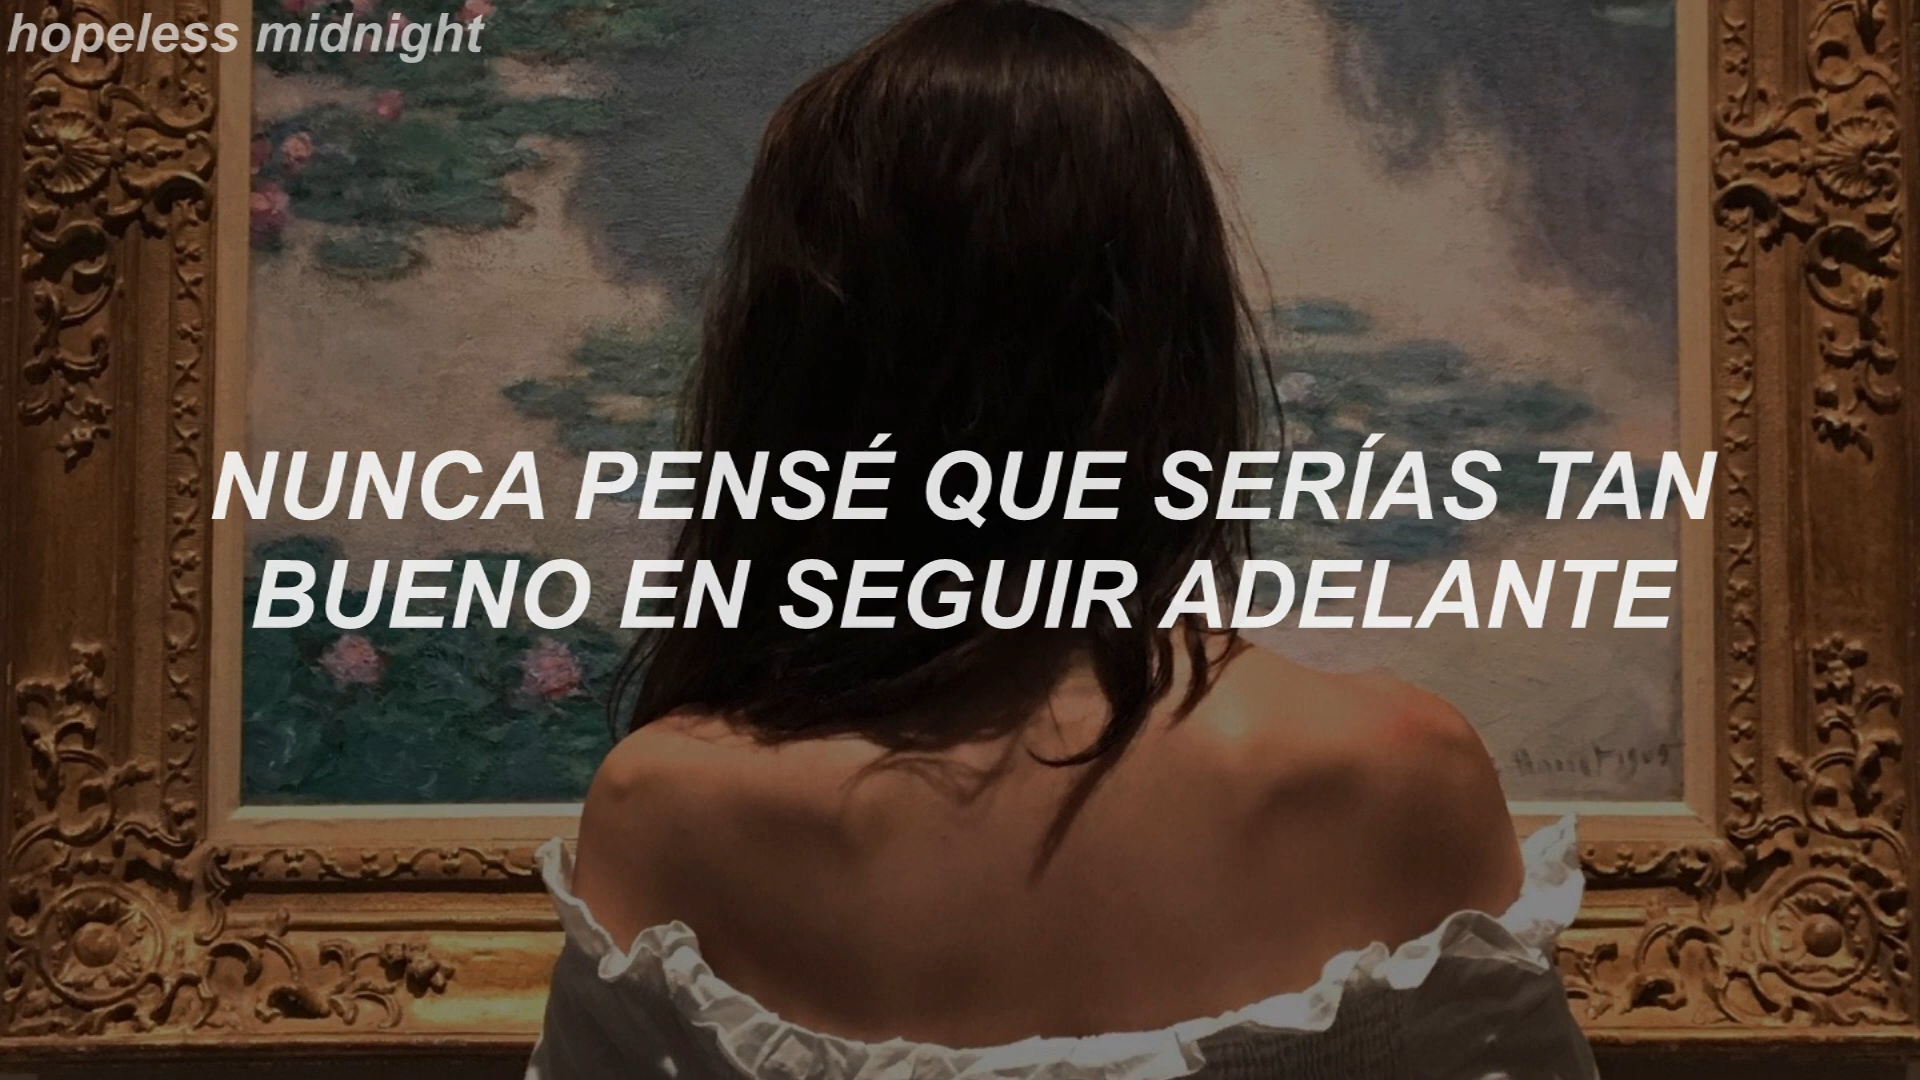 hopeless midnight
NUNCA PENSÉ QUE SERÍAS TAN
BUENO EN SEGUIR ADELANTE